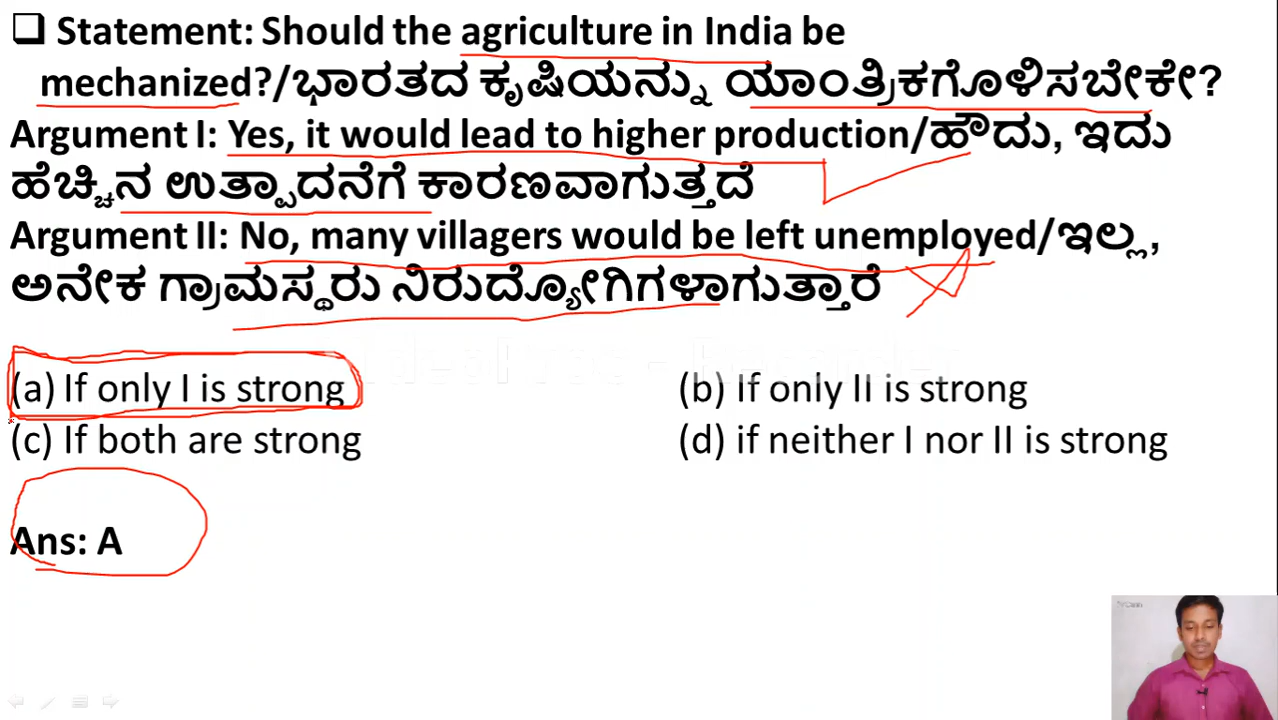 ❑ Statement: Should the agriculture in India be
mechanized?/ಭಾರತದ ಕೃಷಿಯನ್ನು ಯಾಂತ್ರಿಕಗೊಳಿಸಬೇಕೇ?
Argument I: Yes, it would lead to higher production/ಹೌದು, ಇದು
ಹೆಚ್ಚಿನ ಉತ್ಪಾದನೆಗೆ ಕಾರಣವಾಗುತ್ತದೆ
Argument II: No, many villagers would be left unemployed/ಇಲ್ಲ,
ಅನೇಕ ಗ್ರಾಮಸ್ಥರು ನಿರುದ್ಯೋಗಿಗಳಾಗುತ್ತಾರೆ
(a) If only I is strong (b) If only II is strong
(c) If both are strong (d) if neither I nor II is strong
Ans: A